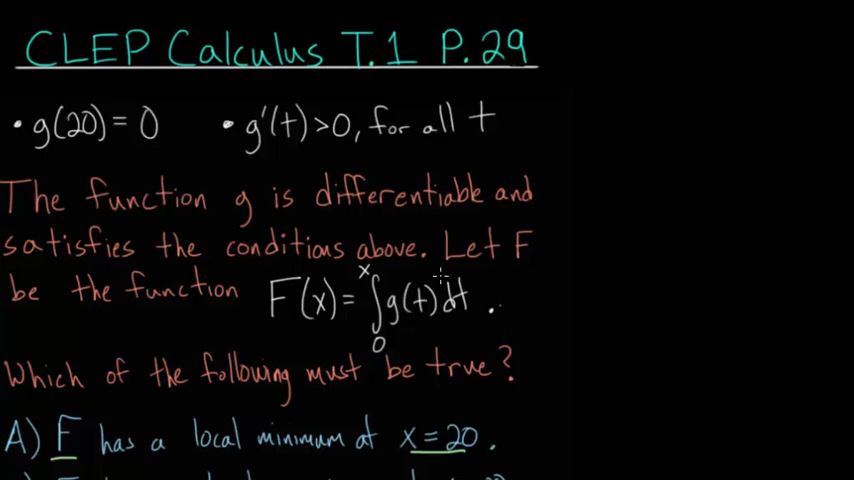 CLEP Calculus T.1 P.29
• g(20) = 0 • g'(t) > 0, for all t
The function g is differentiable and
satisfies the conditions above. Let F
be the function F(x) = ∫₀ˣ g(t) dt .
Which of the following must be true?
A) F has a local minimum at x = 20.